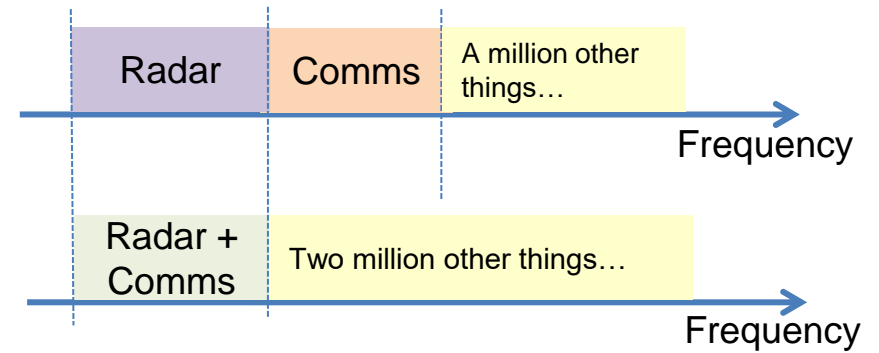 Radar
Comms
A million other
things…
Frequency
Radar +
Comms
Two million other things…
Frequency